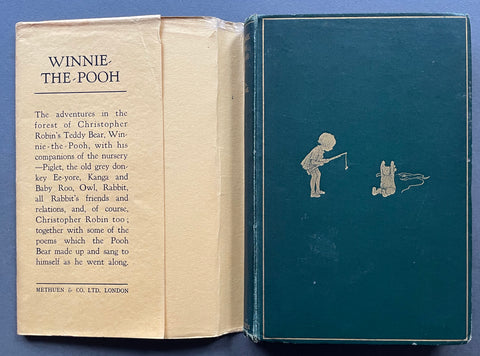 WINNIE-
THE-POOH
The adventures in the
forest of Christopher
Robin's Teddy Bear, Win-
nie-the-Pooh, with his
companions of the nursery
—Piglet, the old grey don-
key Ee-yore, Kanga and
Baby Roo, Owl, Rabbit,
all Rabbit's friends and
relations, and, of course,
Christopher Robin too;
together with some of the
poems which the Pooh
Bear made up and sang to
himself as he went along.
METHUEN & CO. LTD. LONDON